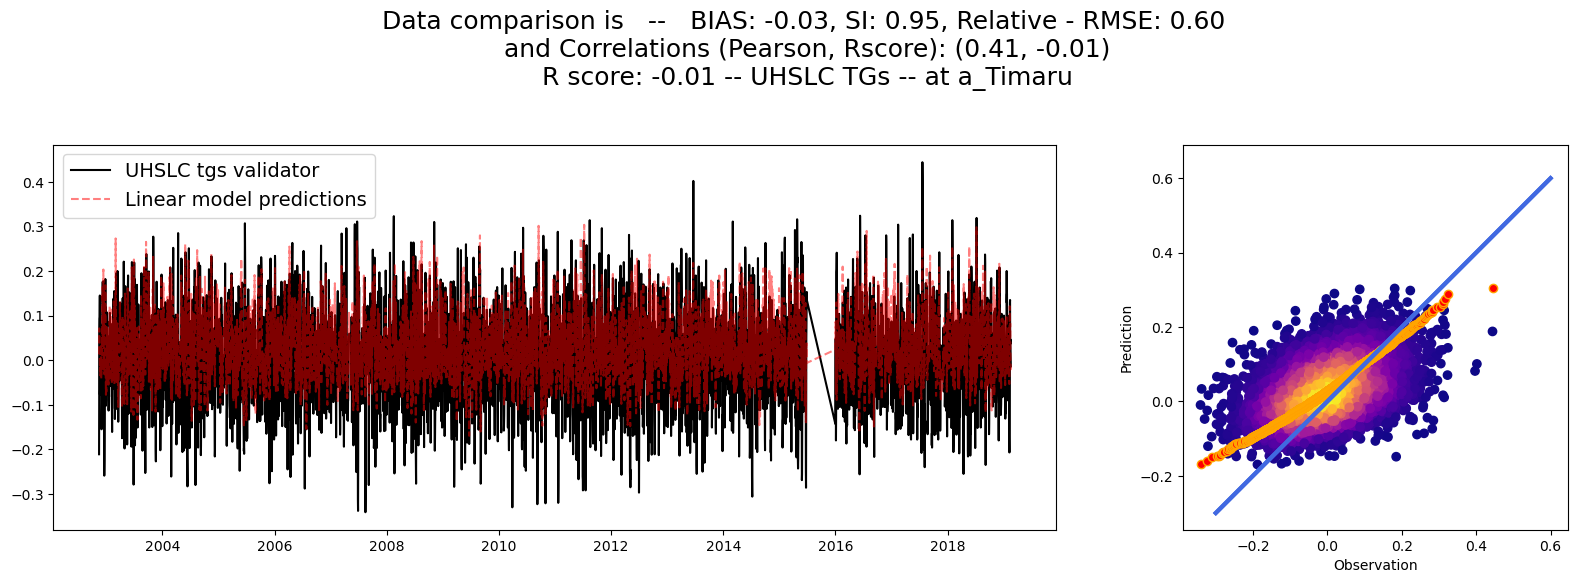 Data comparison is -- BIAS: -0.03, SI: 0.95, Relative - RMSE: 0.60
and Correlations (Pearson, Rscore): (0.41, -0.01)
R score: -0.01 -- UHSLC TGs -- at a_Timaru
UHSLC tgs validator
Linear model predictions
0.4
0.3
0.2
0.1
0.0
−0.1
−0.2
−0.3
2004 2006 2008 2010 2012 2014 2016 2018
Prediction
0.6
0.4
0.2
0.0
−0.2
−0.2 0.0 0.2 0.4 0.6
Observation